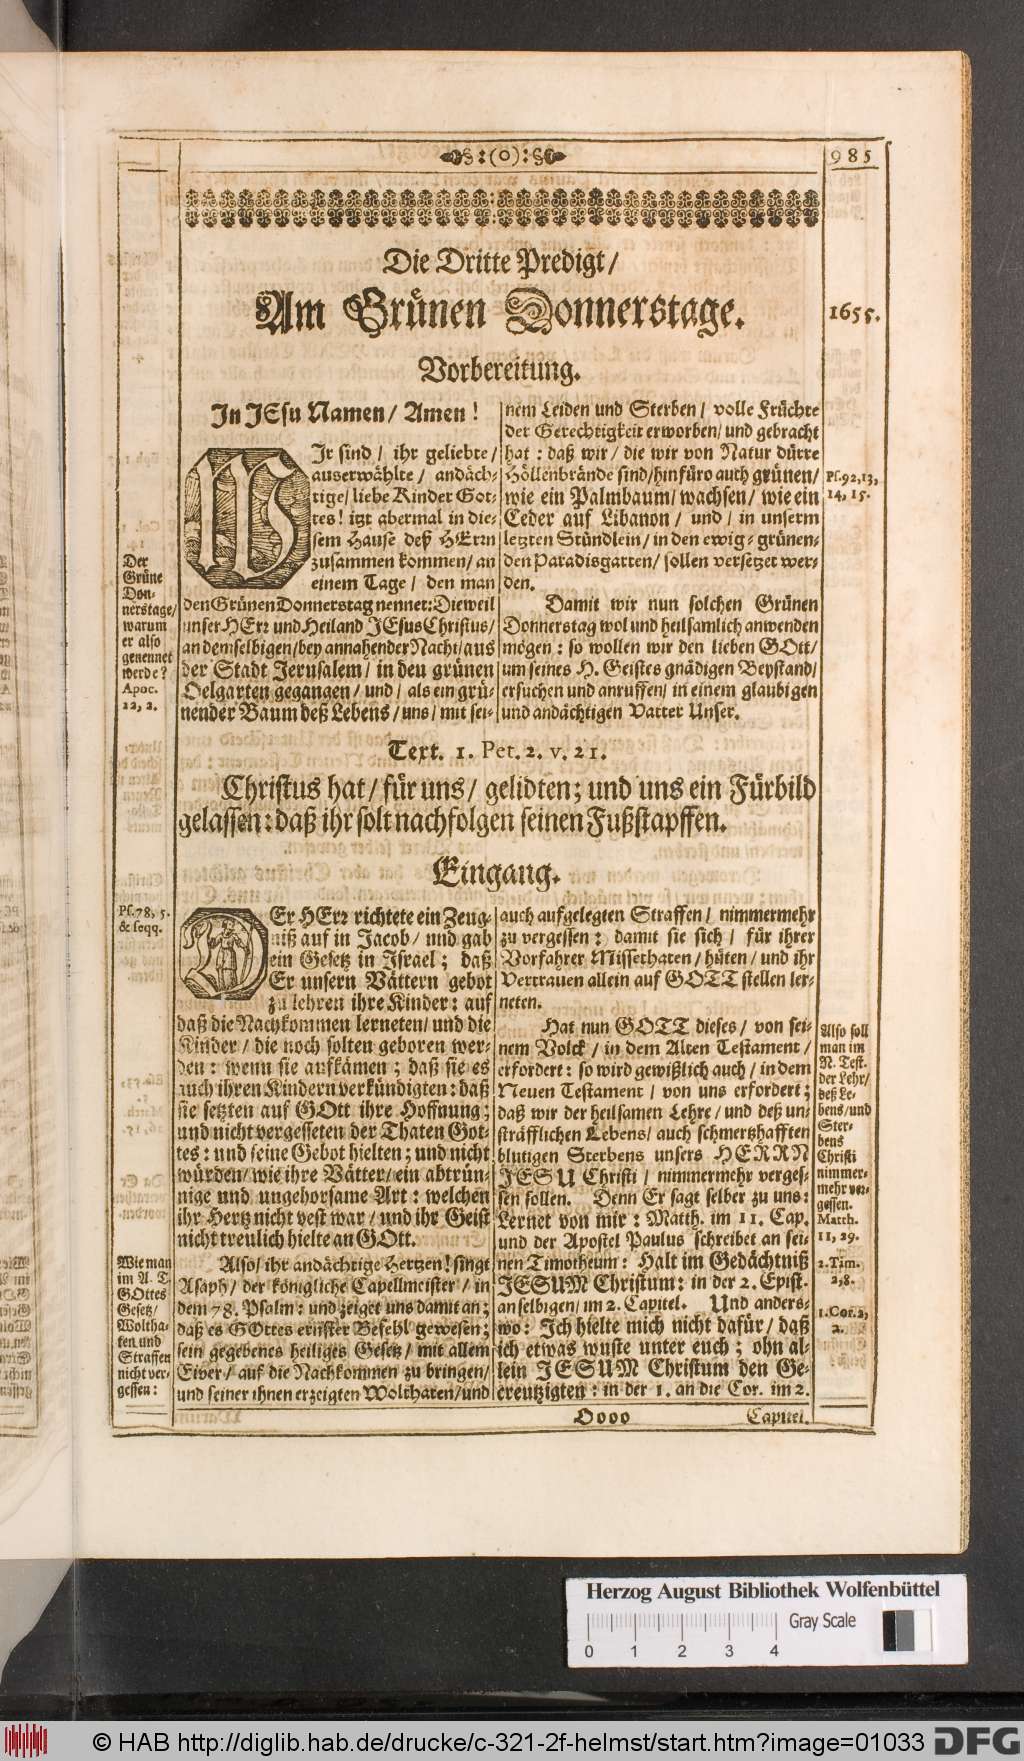 985
Die Dritte Predigt/
Am Grünen Donnerstage.
1655.
Vorbereitung.
In JEsu Namen/ Amen!
WIr sind/ ihr geliebte/
auserwählte/ andäch-
tige/ liebe Kinder Got-
tes! itzt abermal in die-
sem Hause deß HErrn
zusammen kommen/ an
einem Tage/ den man
den Grünen Donnerstag nennet: Dieweil
unser HErr und Heiland JEsus Christus/
an demselbigen/ bey annahender Nacht/ aus
der Stadt Jerusalem/ in deu grünen
Oelgarten gegangen/ und/ als ein grü-
nender Baum deß Lebens/ uns/ mit sei-
Der
Grüne
Don-
nerstage/
warum
er also
genennet
werde?
Apoc.
22, 2.
nem Leiden und Sterben/ volle Früchte
der Gerechtigkeit erworben/ und gebracht
hat: daß wir/ die wir von Natur dürre
Höllenbrände sind/ hinfüro auch grünen/
wie ein Palmbaum/ wachsen/ wie ein
Ceder auf Libanon/ und/ in unserm
letzten Stündlein/ in den ewig-grünen-
den Paradisgarten/ sollen versetzet wer-
den.
Ps. 92, 13,
14, 15.
Damit wir nun solchen Grünen
Donnerstag wol und heilsamlich anwenden
mögen: so wollen wir den lieben GOtt/
um seines H. Geistes gnädigen Beystand/
ersuchen und anruffen/ in einem glaubigen
und andächtigen Vatter Unser.
Text. 1. Pet. 2. v. 21.
Christus hat/ für uns/ gelidten; und uns ein Fürbild
gelassen: daß ihr solt nachfolgen seinen Fußstapffen.
Eingang.
DEr HErr richtete ein Zeug-
niß auf in Jacob/ und gab
ein Gesetz in Israel; daß
Er unsern Vättern gebot
zu lehren ihre Kinder: auf
daß die Nachkommen lerneten/ und die
Kinder/ die noch solten geboren wer-
den: wenn sie aufkämen; daß sie es
auch ihren Kindern verkündigten: daß
sie setzten auf GOtt ihre Hoffnung;
und nicht vergesseten der Thaten Got-
tes: und seine Gebot hielten; und nicht
würden/ wie ihre Vätter/ ein abtrün-
nige und ungehorsame Art: welchen
ihr Hertz nicht vest war/ und ihr Geist
nicht treulich hielte an GOtt.
Ps. 78, 5.
& seqq.
Also/ ihr andächtige Hertzen! singt
Asaph/ der königliche Capellmeister/ in
dem 78. Psalm: und zeiget uns damit an;
daß es GOttes ernster Befehl gewesen;
sein gegebenes heiliges Gesetz/ mit allem
Eiver/ auf die Nachkommen zu bringen/
und seiner ihnen erzeigten Wolthaten/ und
Wie man
im A. T.
GOttes
Gesetz/
Woltha-
ten und
Straffen
nicht ver-
gessen:
auch aufgelegten Straffen/ nimmermehr
zu vergessen: damit sie sich/ für ihrer
Vorfahrer Missethaten/ hüten/ und ihr
Vertrauen allein auf GOTT stellen ler-
neten.
Hat nun GOTT dieses/ von sei-
nem Volck/ in dem Alten Testament/
erfordert: so wird gewißlich auch/ in dem
Neuen Testament/ von uns erfordert;
daß wir der heilsamen Lehre/ und deß un-
sträfflichen Lebens/ auch schmertzhafften
blutigen Sterbens unsers HERRN
JESU Christi/ nimmermehr verges-
sen sollen. Denn Er sagt selber zu uns:
Lernet von mir: Matth. im 11. Cap.
und der Apostel Paulus schreibet an sei-
nen Timotheum: Halt im Gedächtniß
JESUM Christum: in der 2. Epist.
an selbigen/ im 2. Capitel. Und anders-
wo: Ich hielte mich nicht dafür/ daß
ich etwas wuste unter euch; ohn al-
lein JESUM Christum den Ge-
creutzigten: in der 1. an die Cor. im 2.
Also soll
man im
N. Test.
der Lehr/
deß Le-
bens/ und
Ster-
bens
Christi
nimmer-
mehr ver-
gessen.
Matth.
11, 29.
2. Tim.
2, 8.
1. Cor. 2,
2.
Oooo
Capitel.
Herzog August Bibliothek Wolfenbüttel
Gray Scale
0 1 2 3 4
© HAB http://diglib.hab.de/drucke/c-321-2f-helmst/start.htm?image=01033
DFG